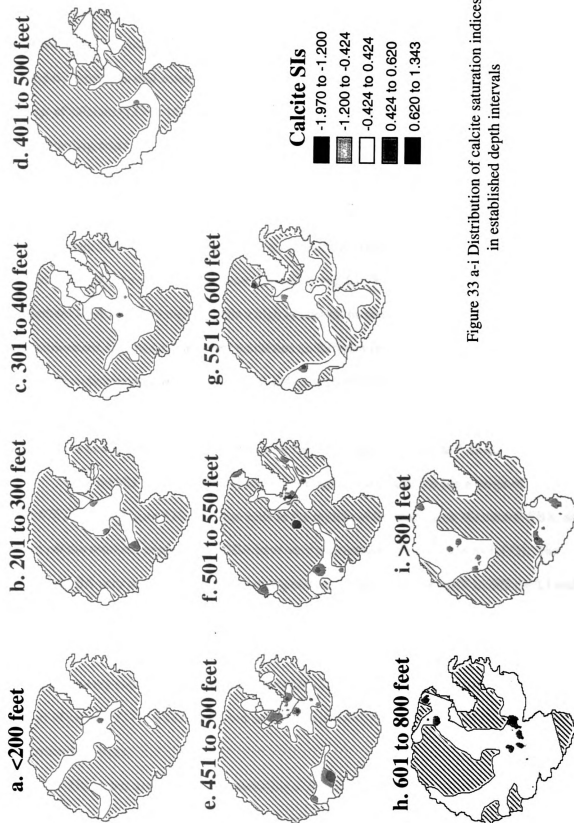 a. <200 feet
b. 201 to 300 feet
c. 301 to 400 feet
d. 401 to 500 feet
e. 451 to 500 feet
f. 501 to 550 feet
g. 551 to 600 feet
h. 601 to 800 feet
i. >801 feet
Calcite SIs
-1.970 to -1.200
-1.200 to -0.424
-0.424 to 0.424
0.424 to 0.620
0.620 to 1.343
Figure 33 a-i Distribution of calcite saturation indices
in established depth intervals